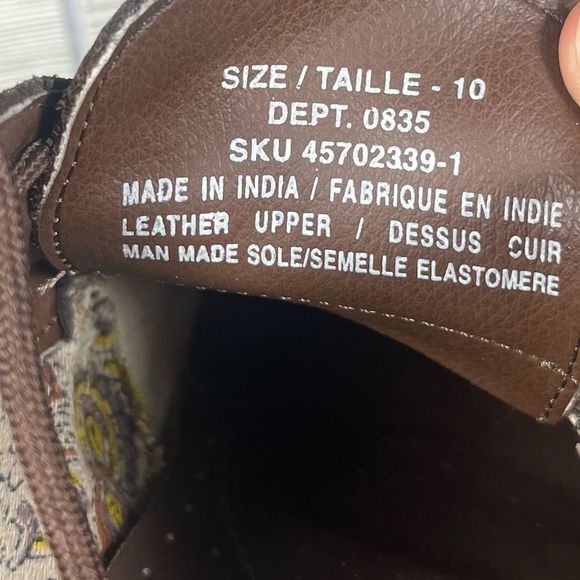 SIZE / TAILLE - 10
DEPT. 0835
SKU 45702339-1
MADE IN INDIA / FABRIQUE EN INDIE
LEATHER UPPER / DESSUS CUIR
MAN MADE SOLE/SEMELLE ELASTOMERE